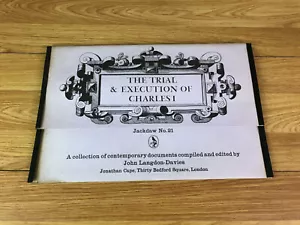 THE TRIAL
& EXECUTION OF
CHARLES I
Jackdaw No. 21
A collection of contemporary documents compiled and edited by
John Langdon-Davies
Jonathan Cape, Thirty Bedford Square, London